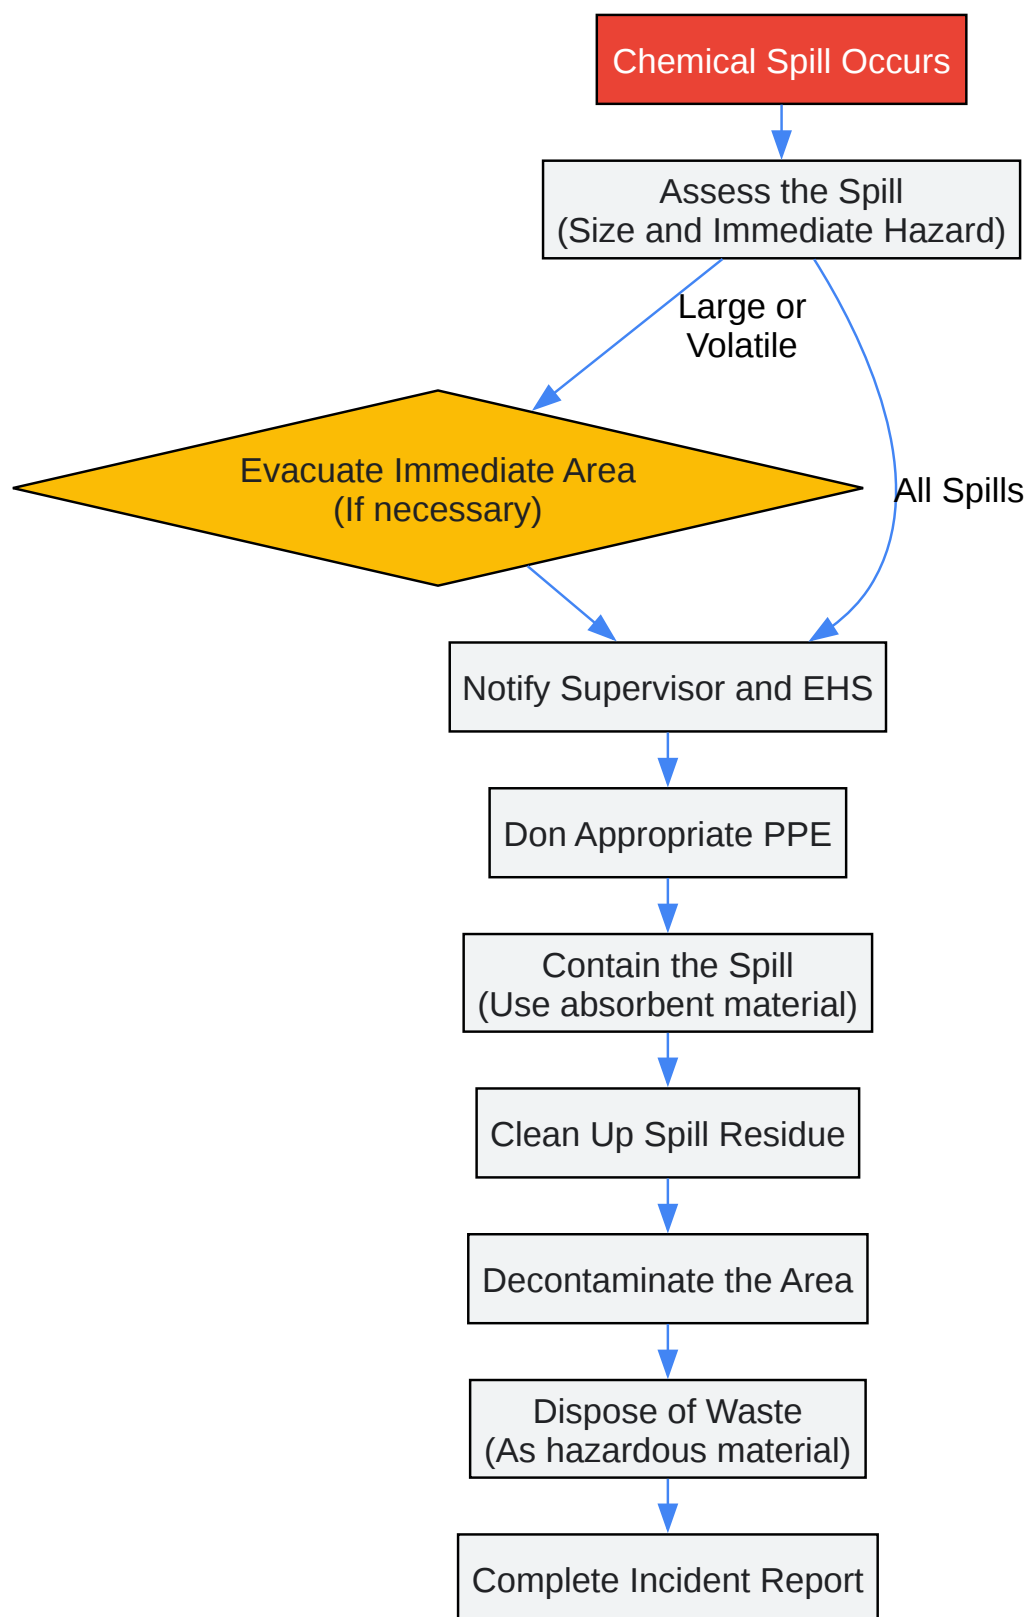 Chemical Spill Occurs
Assess the Spill
(Size and Immediate Hazard)
Large or
Volatile
Evacuate Immediate Area
(If necessary)
All Spills
Notify Supervisor and EHS
Don Appropriate PPE
Contain the Spill
(Use absorbent material)
Clean Up Spill Residue
Decontaminate the Area
Dispose of Waste
(As hazardous material)
Complete Incident Report